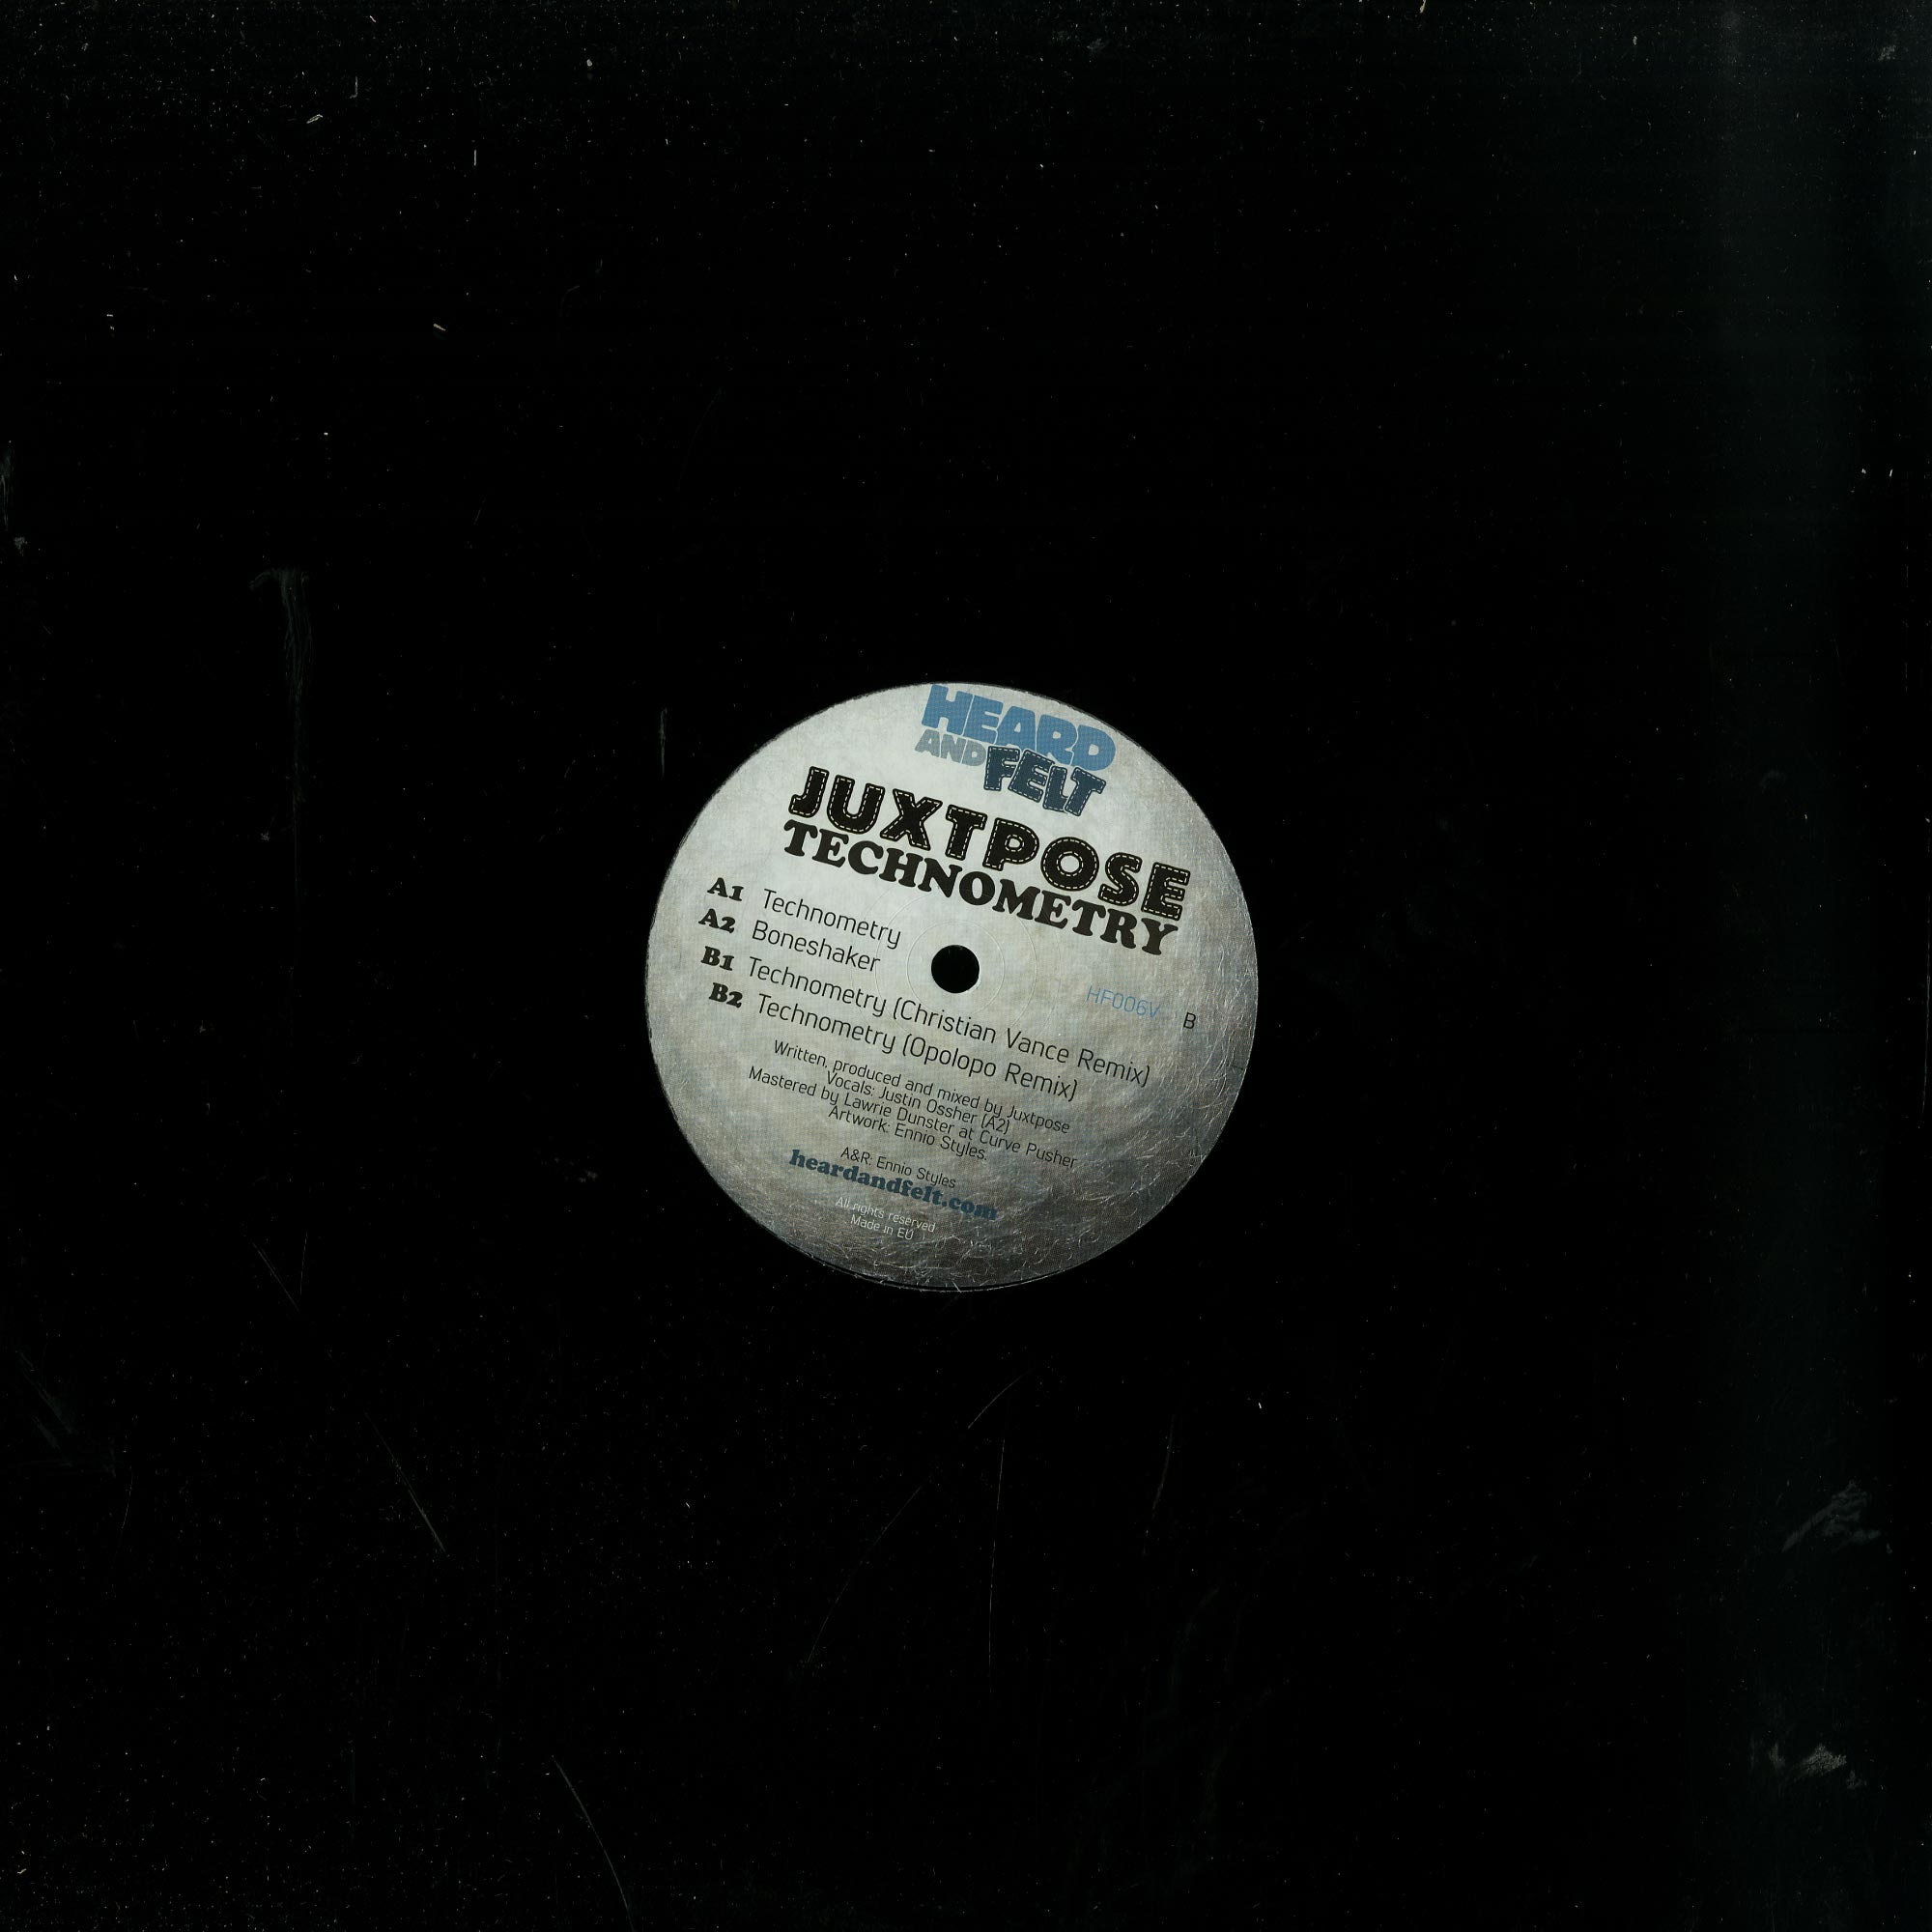 HEARD
AND FELT
JUXTPOSE
TECHNOMETRY
A1 Technometry
A2 Boneshaker
B1 Technometry (Christian Vance Remix)
B2 Technometry (Opolopo Remix)
HF006V B
Written, produced and mixed by Juxtpose
Vocals: Justin Ossher (A2)
Mastered by Lawrie Dunster at Curve Pusher
Artwork: Ennio Styles.
A&R: Ennio Styles
heardandfelt.com
All rights reserved
Made in EU